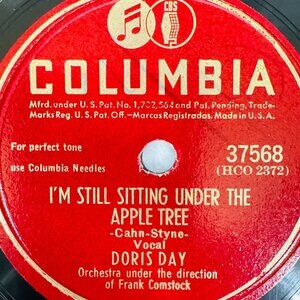 CBS
COLUMBIA
Mfrd. under U.S. Pat. No. 1,702,564 and Pat. Pending. Trade-
Marks Reg. U.S. Pat. Off.—Marcas Registradas. Made in U.S.A.
For perfect tone
use Columbia Needles
37568
(HCO 2372)
I'M STILL SITTING UNDER THE
APPLE TREE
-Cahn-Styne-
Vocal
DORIS DAY
Orchestra under the direction
of Frank Comstock